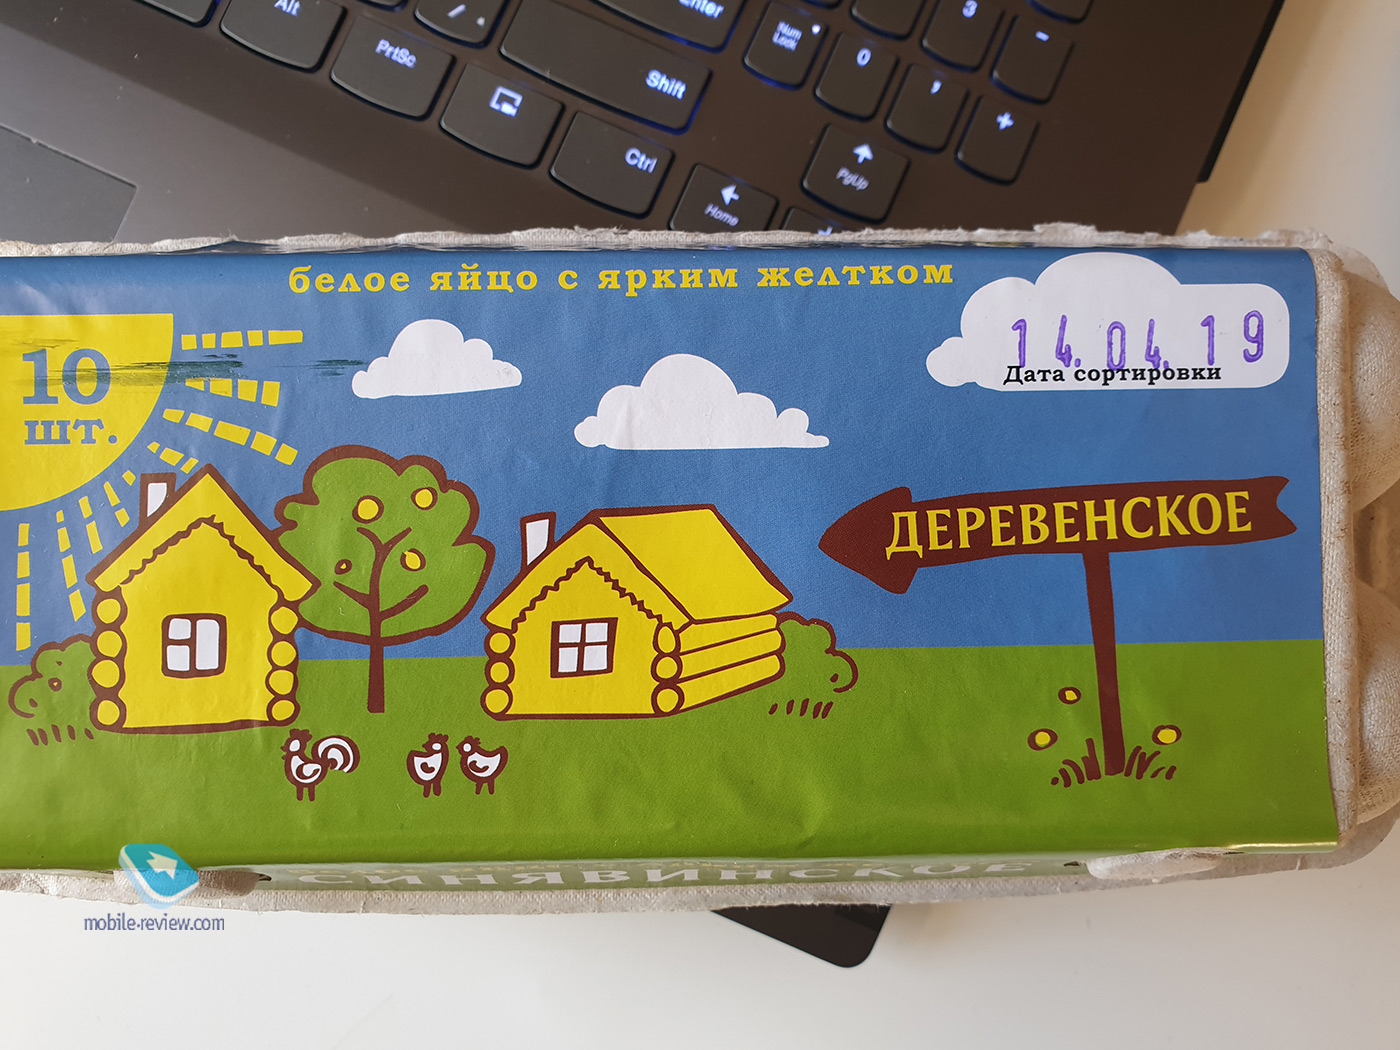 Alt
Enter
3
-
PrtSc
Num
Lock
0
,
+
Shift
Ctrl
PgUp
Home
белое яйцо с ярким желтком
14.04.19
Дата сортировки
10
шт.
ДЕРЕВЕНСКОЕ
СИНЯВИНСКОЕ
mobile-review.com